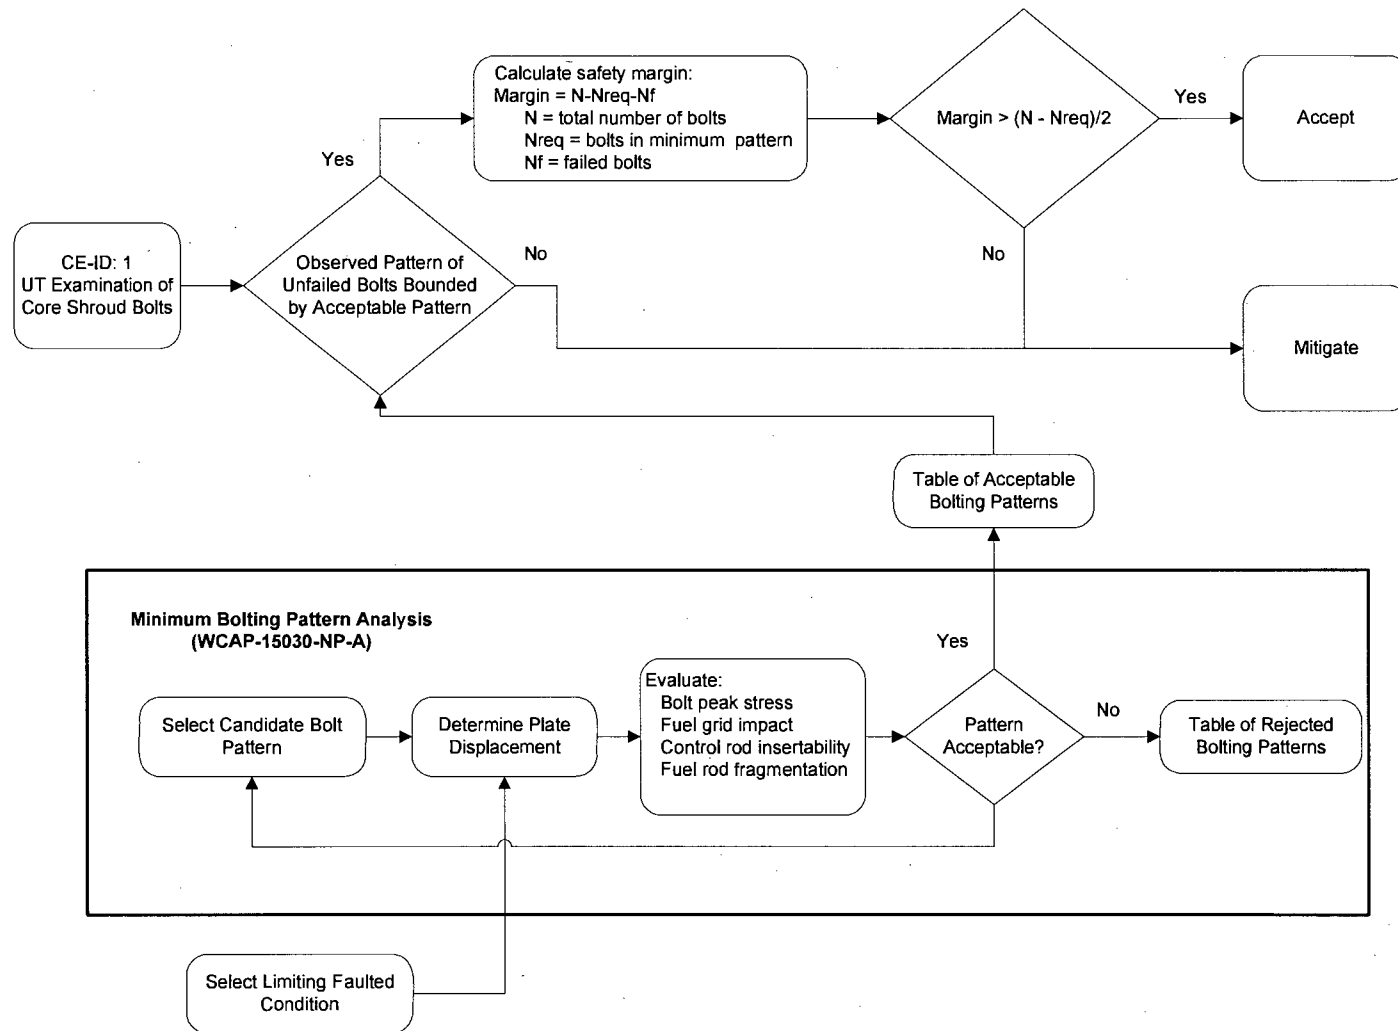 Calculate safety margin:
Margin = N-Nreq-Nf
N = total number of bolts
Nreq = bolts in minimum pattern
Nf = failed bolts
Margin > (N - Nreq)/2
Yes
Accept
Yes
CE-ID: 1
UT Examination of
Core Shroud Bolts
Observed Pattern of
Unfailed Bolts Bounded
by Acceptable Pattern
No
No
Mitigate
Table of Acceptable
Bolting Patterns
Minimum Bolting Pattern Analysis
(WCAP-15030-NP-A)
Yes
Select Candidate Bolt
Pattern
Determine Plate
Displacement
Evaluate:
Bolt peak stress
Fuel grid impact
Control rod insertability
Fuel rod fragmentation
Pattern
Acceptable?
No
Table of Rejected
Bolting Patterns
Select Limiting Faulted
Condition